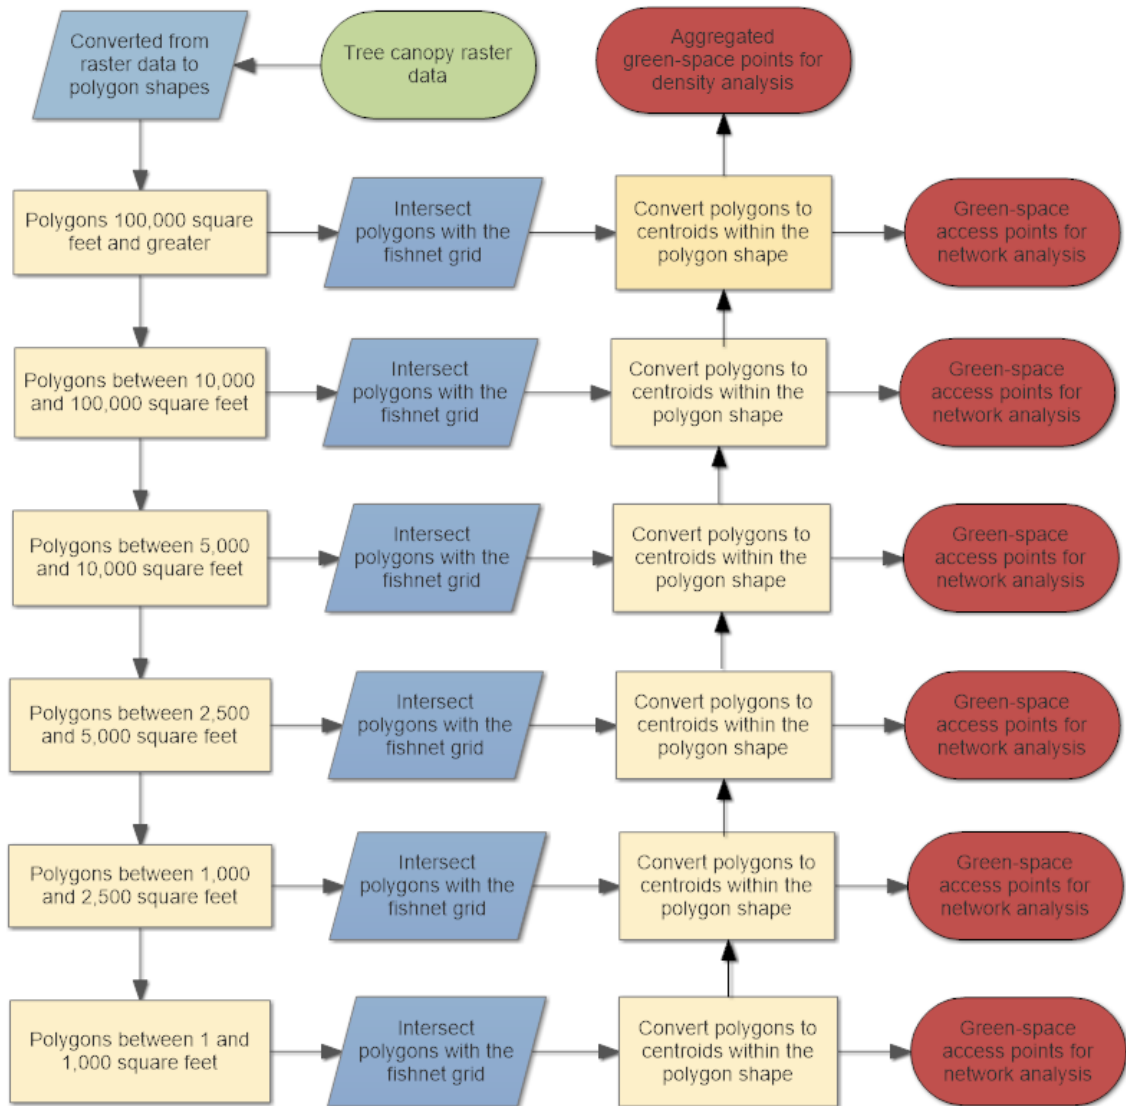 Converted from
raster data to
polygon shapes
Tree canopy raster
data
Aggregated
green-space points for
density analysis
Polygons 100,000 square
feet and greater
Intersect
polygons with the
fishnet grid
Convert polygons to
centroids within the
polygon shape
Green-space
access points for
network analysis
Polygons between 10,000
and 100,000 square feet
Intersect
polygons with the
fishnet grid
Convert polygons to
centroids within the
polygon shape
Green-space
access points for
network analysis
Polygons between 5,000
and 10,000 square feet
Intersect
polygons with the
fishnet grid
Convert polygons to
centroids within the
polygon shape
Green-space
access points for
network analysis
Polygons between 2,500
and 5,000 square feet
Intersect
polygons with the
fishnet grid
Convert polygons to
centroids within the
polygon shape
Green-space
access points for
network analysis
Polygons between 1,000
and 2,500 square feet
Intersect
polygons with the
fishnet grid
Convert polygons to
centroids within the
polygon shape
Green-space
access points for
network analysis
Polygons between 1 and
1,000 square feet
Intersect
polygons with the
fishnet grid
Convert polygons to
centroids within the
polygon shape
Green-space
access points for
network analysis